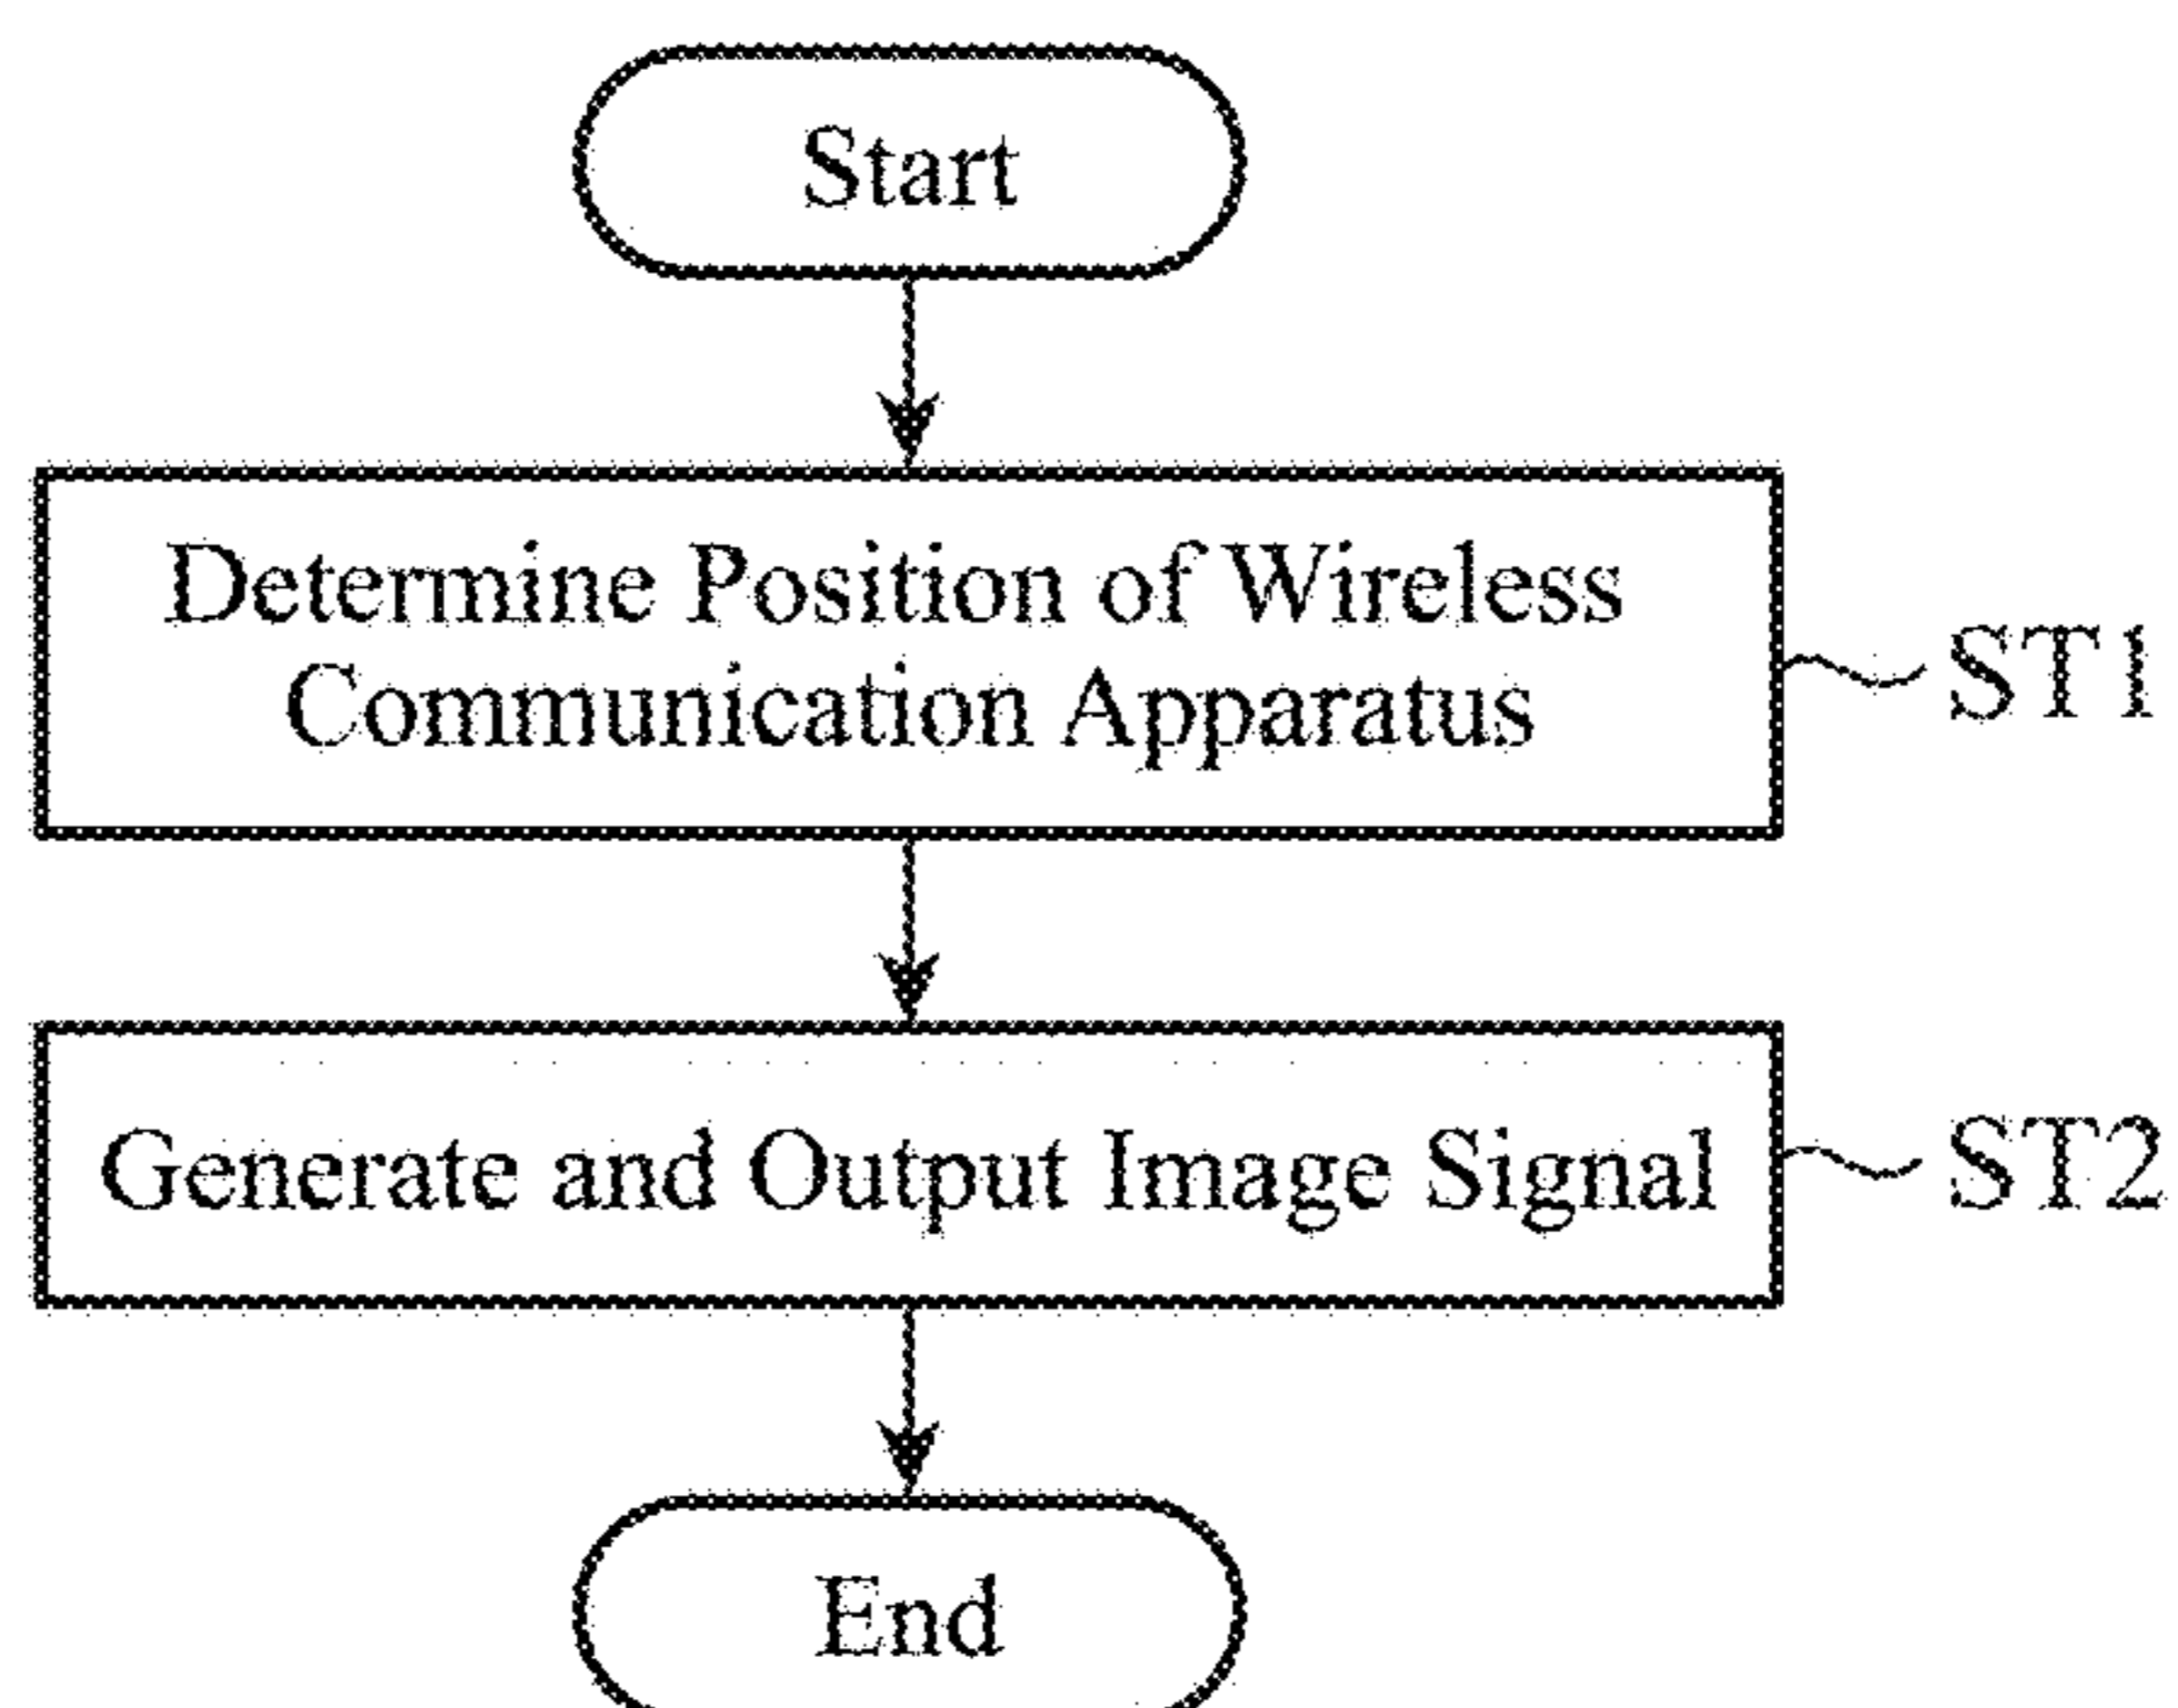 Start
Determine Position of Wireless
Communication Apparatus
ST1
Generate and Output Image Signal
ST2
End